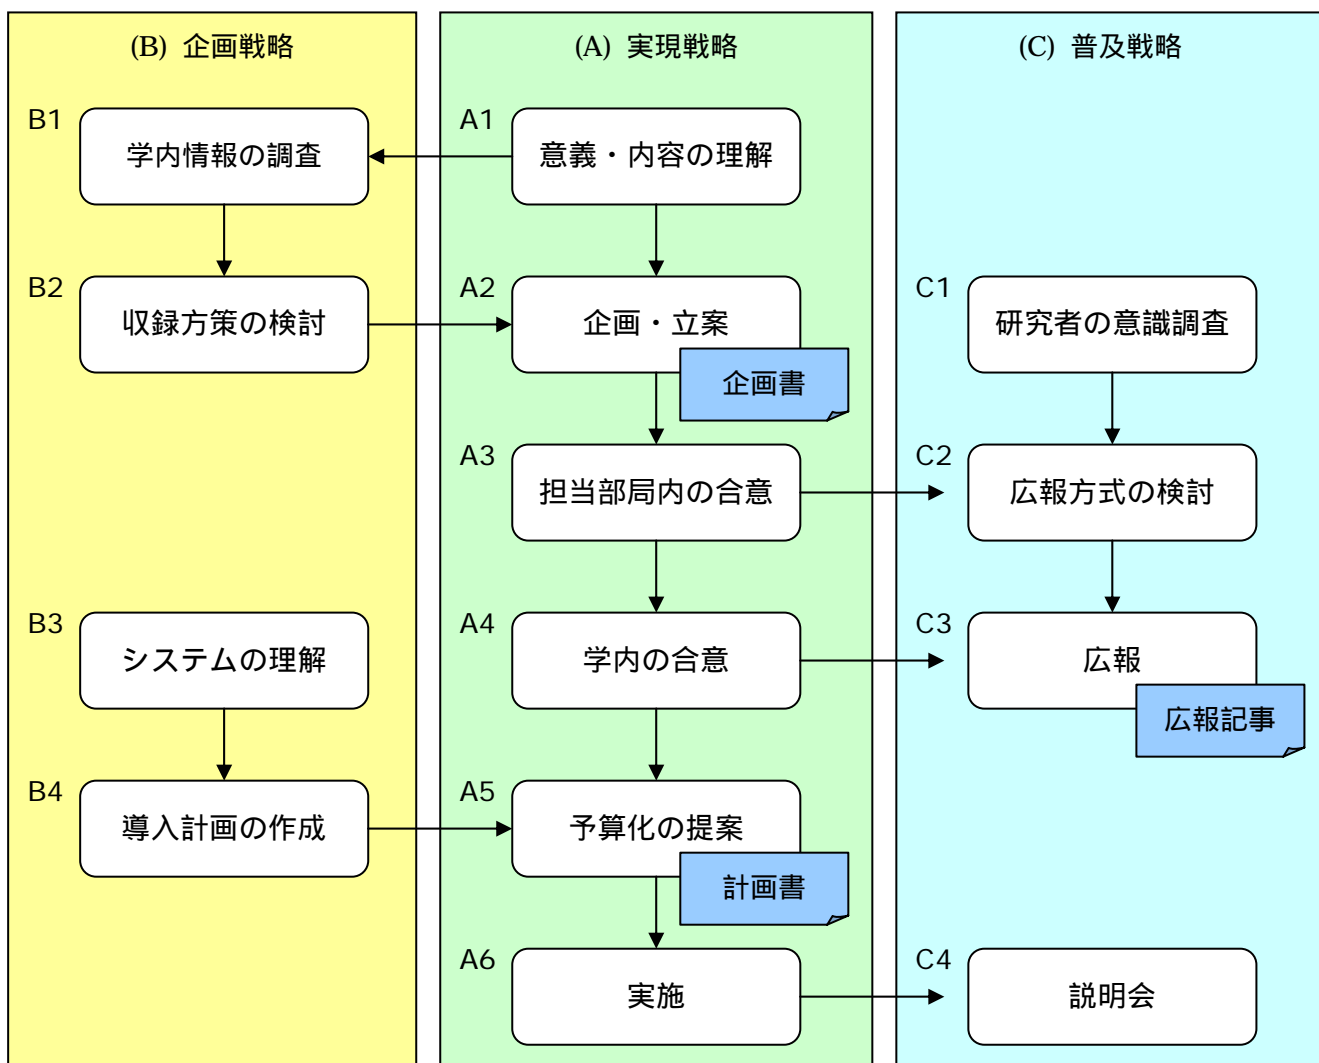 (B) 企画戦略
(A) 実現戦略
(C) 普及戦略
B1
学内情報の調査
A1
意義・内容の理解
B2
収録方策の検討
A2
企画・立案
企画書
C1
研究者の意識調査
A3
担当部局内の合意
C2
広報方式の検討
B3
システムの理解
A4
学内の合意
C3
広報
広報記事
B4
導入計画の作成
A5
予算化の提案
計画書
A6
実施
C4
説明会